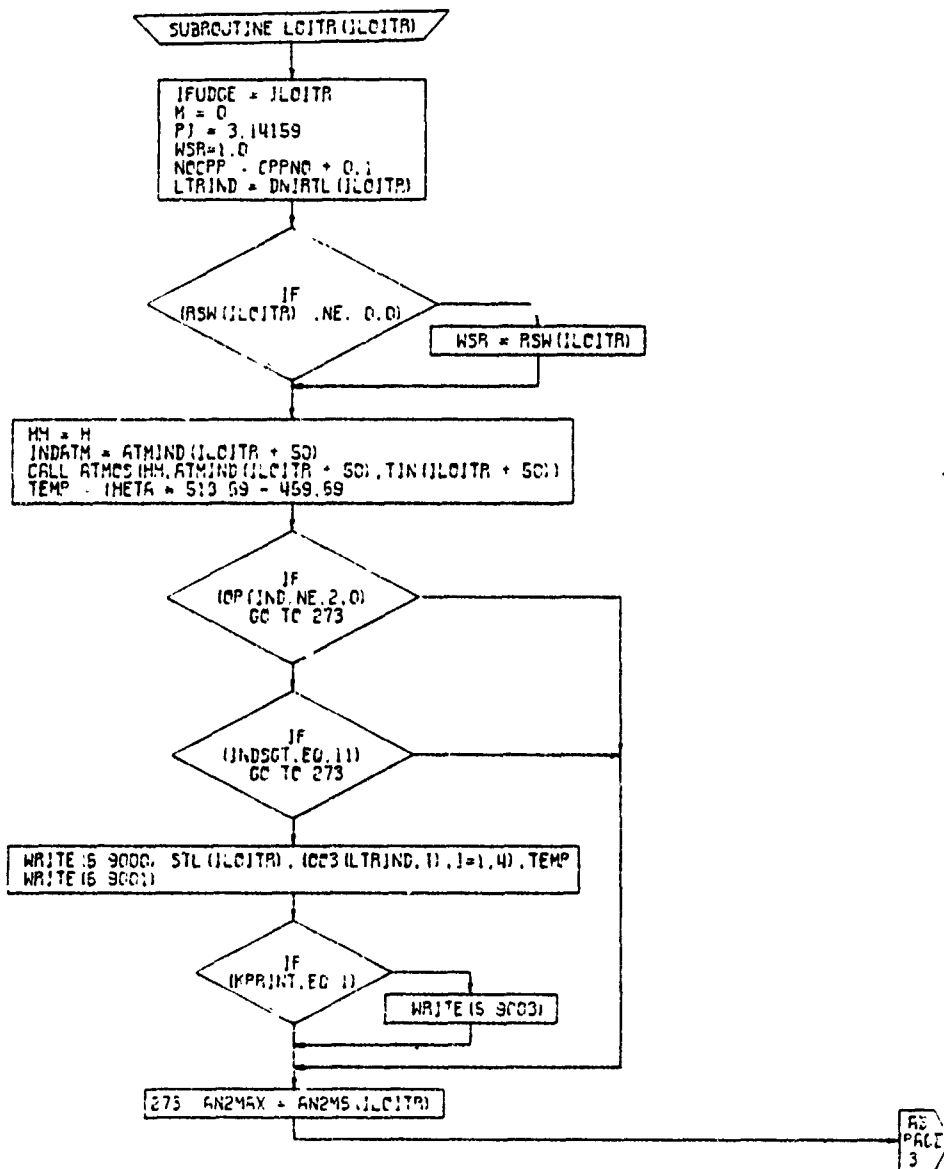 SUBROUTINE LOITR(ILOITR)
IFUDGE = ILOITR
M = 0
PI = 3.14159
WSR=1.0
NOCPP - CPPNO + 0.1
LTRIND = DNIRTL(ILOITR)
IF
(RSW(ILOITR) .NE. 0.0)
WSR = RSW(ILOITR)
HH = H
INDATM = ATMIND(ILOITR + 50)
CALL ATMOS(HH,ATMIND(ILOITR + 50),TIN(ILOITR + 50))
TEMP - THETA * 518 69 - 459.69
IF
(OPTIND.NE.2.0)
GO TO 273
IF
(INDSGT.EQ.11)
GO TO 273
WRITE(6 9000) STL(ILOITR),(OC3(LTRIND,I),I=1,4),TEMP
WRITE(6 9001)
IF
(KPRINT.EQ 1)
WRITE(6 9003)
273 AN2MAX = AN2MS(ILOITR)
PAGE
3